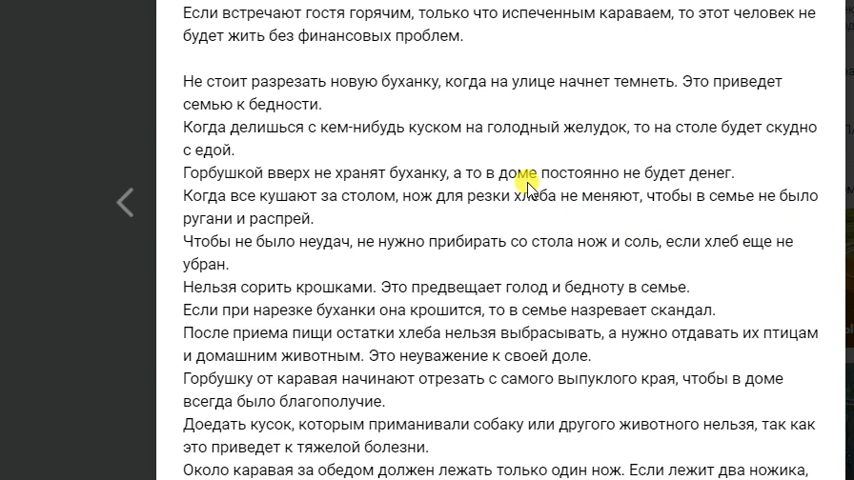 Если встречают гостя горячим, только что испеченным караваем, то этот человек не
будет жить без финансовых проблем.
Не стоит разрезать новую буханку, когда на улице начнет темнеть. Это приведет
семью к бедности.
Когда делишься с кем-нибудь куском на голодный желудок, то на столе будет скудно
с едой.
Горбушкой вверх не хранят буханку, а то в доме постоянно не будет денег.
Когда все кушают за столом, нож для резки хлеба не меняют, чтобы в семье не было
ругани и распрей.
Чтобы не было неудач, не нужно прибирать со стола нож и соль, если хлеб еще не
убран.
Нельзя сорить крошками. Это предвещает голод и бедноту в семье.
Если при нарезке буханки она крошится, то в семье назревает скандал.
После приема пищи остатки хлеба нельзя выбрасывать, а нужно отдавать их птицам
и домашним животным. Это неуважение к своей доле.
Горбушку от каравая начинают отрезать с самого выпуклого края, чтобы в доме
всегда было благополучие.
Доедать кусок, которым приманивали собаку или другого животного нельзя, так как
это приведет к тяжелой болезни.
Около каравая за обедом должен лежать только один нож. Если лежит два ножика,